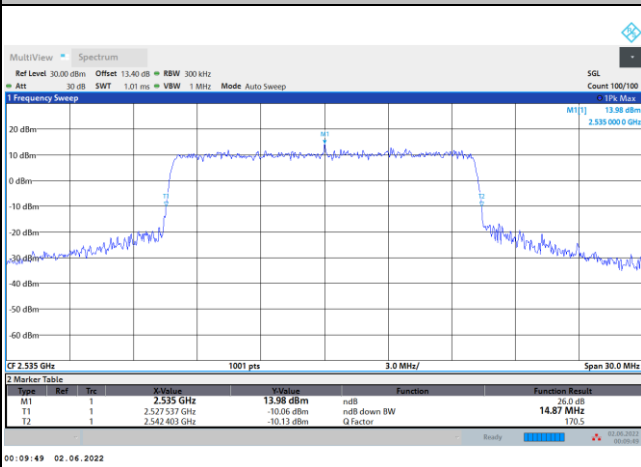 MultiView Spectrum
Ref Level 30.00 dBm Offset 13.40 dB RBW 300 kHz SGL
Att 30 dB SWT 1.01 ms VBW 1 MHz Mode Auto Sweep Count 100/100
1 Frequency Sweep 1Pk Max
M1[1] 13.98 dBm
2.535 000 0 GHz
M1
20 dBm
10 dBm
0 dBm
T1 T2
-10 dBm
-20 dBm
-30 dBm
-40 dBm
-50 dBm
-60 dBm
CF 2.535 GHz 1001 pts 3.0 MHz/ Span 30.0 MHz
2 Marker Table
Type Ref Trc X-Value Y-Value Function Function Result
M1 1 2.535 GHz 13.98 dBm ndB 26.0 dB
T1 1 2.527 537 GHz -10.06 dBm ndB down BW 14.87 MHz
T2 1 2.542 403 GHz -10.13 dBm Q Factor 170.5
Ready 02.06.2022
00:09:49
00:09:49 02.06.2022